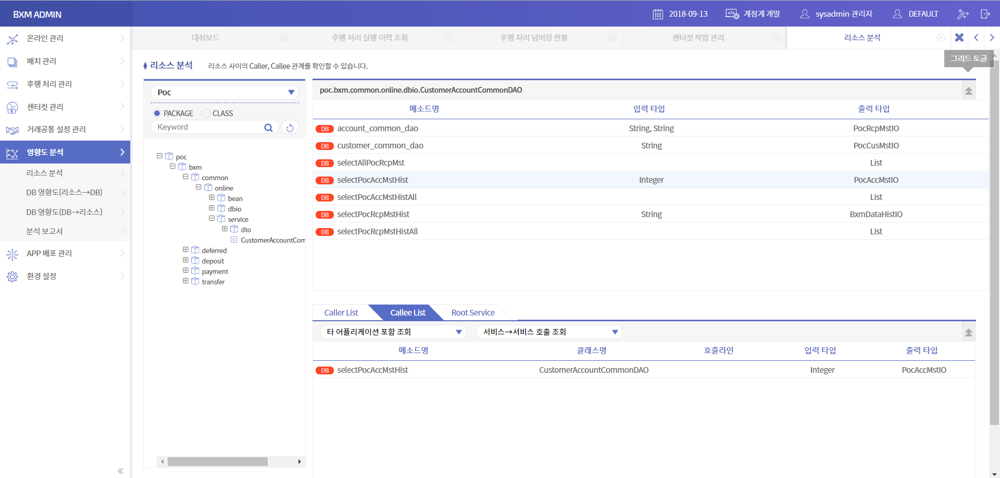 BXM ADMIN
2018-09-13
계정계 개발
sysadmin 관리자
DEFAULT
온라인 관리
배치 관리
후행 처리 관리
센터컷 관리
거래공통 설정 관리
영향도 분석
리소스 분석
DB 영향도(리소스→DB)
DB 영향도(DB→리소스)
분석 보고서
APP 배포 관리
환경 설정
대쉬보드
후행 처리 실행 이력 조회
후행 처리 넘버링 현황
센터컷 작업 관리
리소스 분석
그리드 토글
리소스 분석
리소스 사이의 Caller, Callee 관계를 확인할 수 있습니다.
Poc
PACKAGE
CLASS
Keyword
poc
bxm
common
online
bean
dbio
service
dto
CustomerAccountCom
deferred
deposit
payment
transfer
poc.bxm.common.online.dbio.CustomerAccountCommonDAO
메소드명 입력 타입 출력 타입
DB account_common_dao String, String PocRcpMstIO
DB customer_common_dao String PocCusMstIO
DB selectAllPocRcpMst List
DB selectPocAccMstHist Integer PocAccMstIO
DB selectPocAccMstHistAll List
DB selectPocRcpMstHist String BxmDataHistIO
DB selectPocRcpMstHistAll List
Caller List
Callee List
Root Service
타 어플리케이션 포함 조회
서비스→서비스 호출 조회
메소드명 클래스명 호출라인 입력 타입 출력 타입
DB selectPocAccMstHist CustomerAccountCommonDAO Integer PocAccMstIO